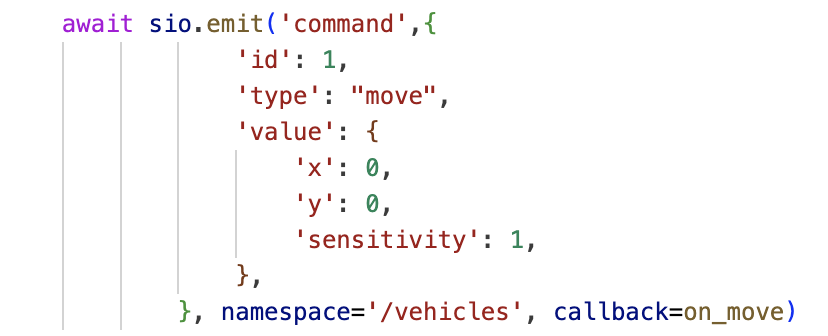 await sio.emit('command',{
'id': 1,
'type': "move",
'value': {
'x': 0,
'y': 0,
'sensitivity': 1,
},
}, namespace='/vehicles', callback=on_move)